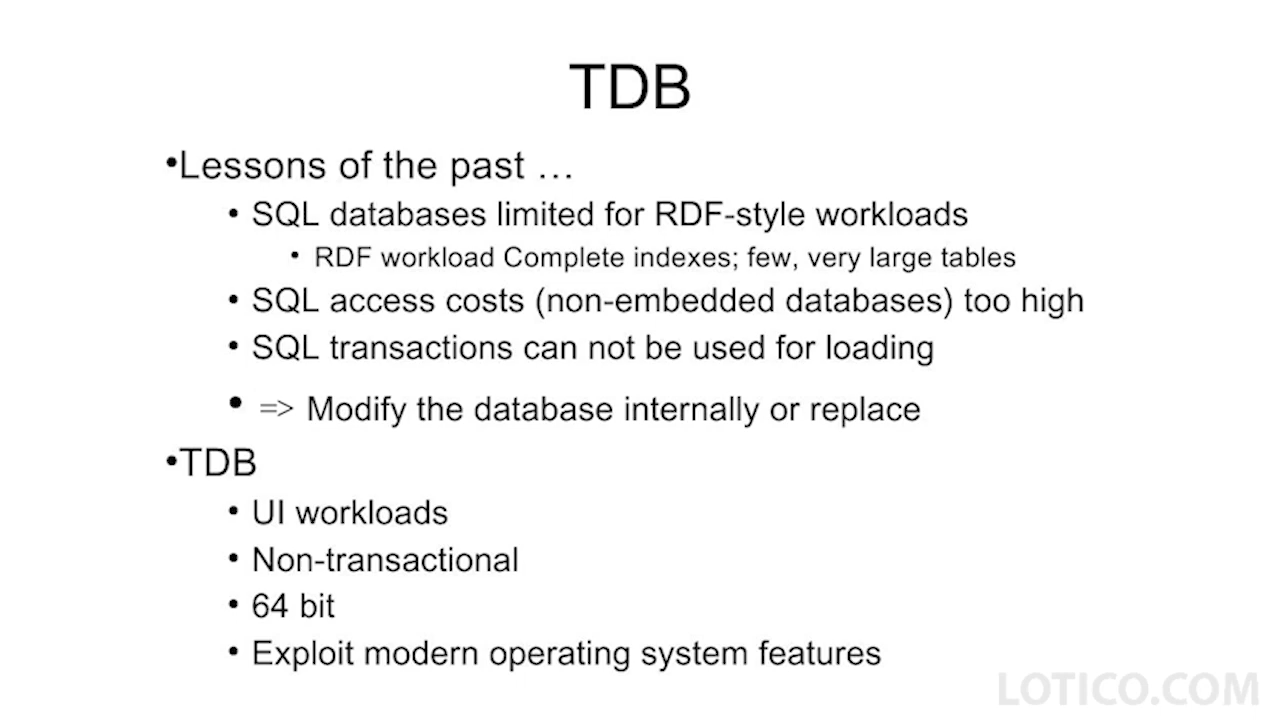 TDB
•Lessons of the past …
• SQL databases limited for RDF-style workloads
• RDF workload Complete indexes; few, very large tables
• SQL access costs (non-embedded databases) too high
• SQL transactions can not be used for loading
• => Modify the database internally or replace
•TDB
• UI workloads
• Non-transactional
• 64 bit
• Exploit modern operating system features
LOTICO.COM